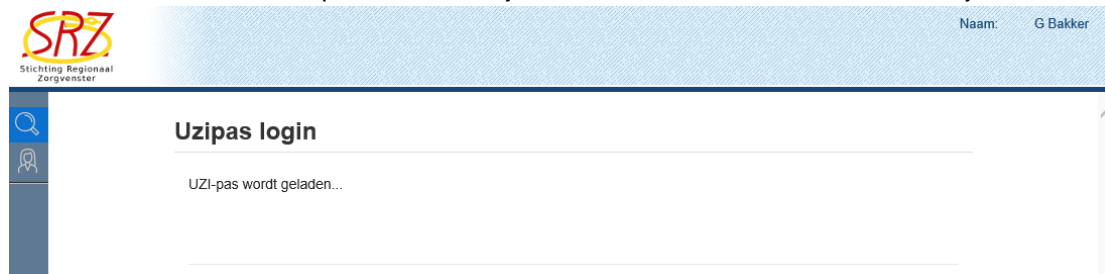 SRZ
Stichting Regionaal
Zorgvenster
Naam: G Bakker
Uzipas login
UZI-pas wordt geladen...